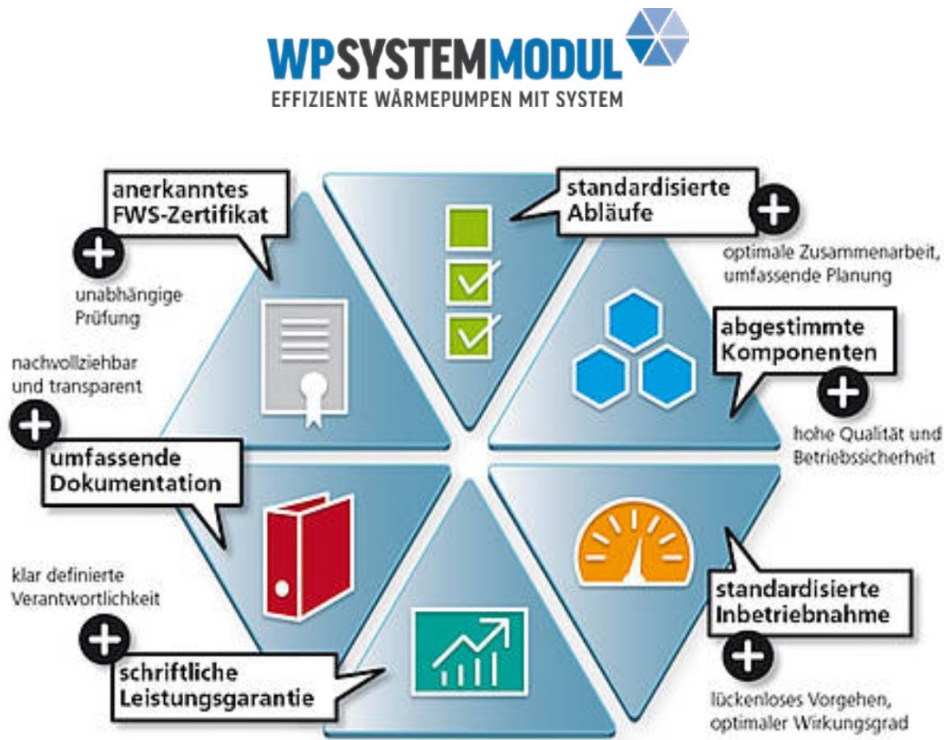 WPSYSTEMMODUL
EFFIZIENTE WÄRMEPUMPEN MIT SYSTEM
anerkanntes
FWS-Zertifikat
unabhängige
Prüfung
standardisierte
Abläufe
optimale Zusammenarbeit,
umfassende Planung
abgestimmte
Komponenten
hohe Qualität und
Betriebssicherheit
nachvollziehbar
und transparent
umfassende
Dokumentation
klar definierte
Verantwortlichkeit
schriftliche
Leistungsgarantie
standardisierte
Inbetriebnahme
lückenloses Vorgehen,
optimaler Wirkungsgrad